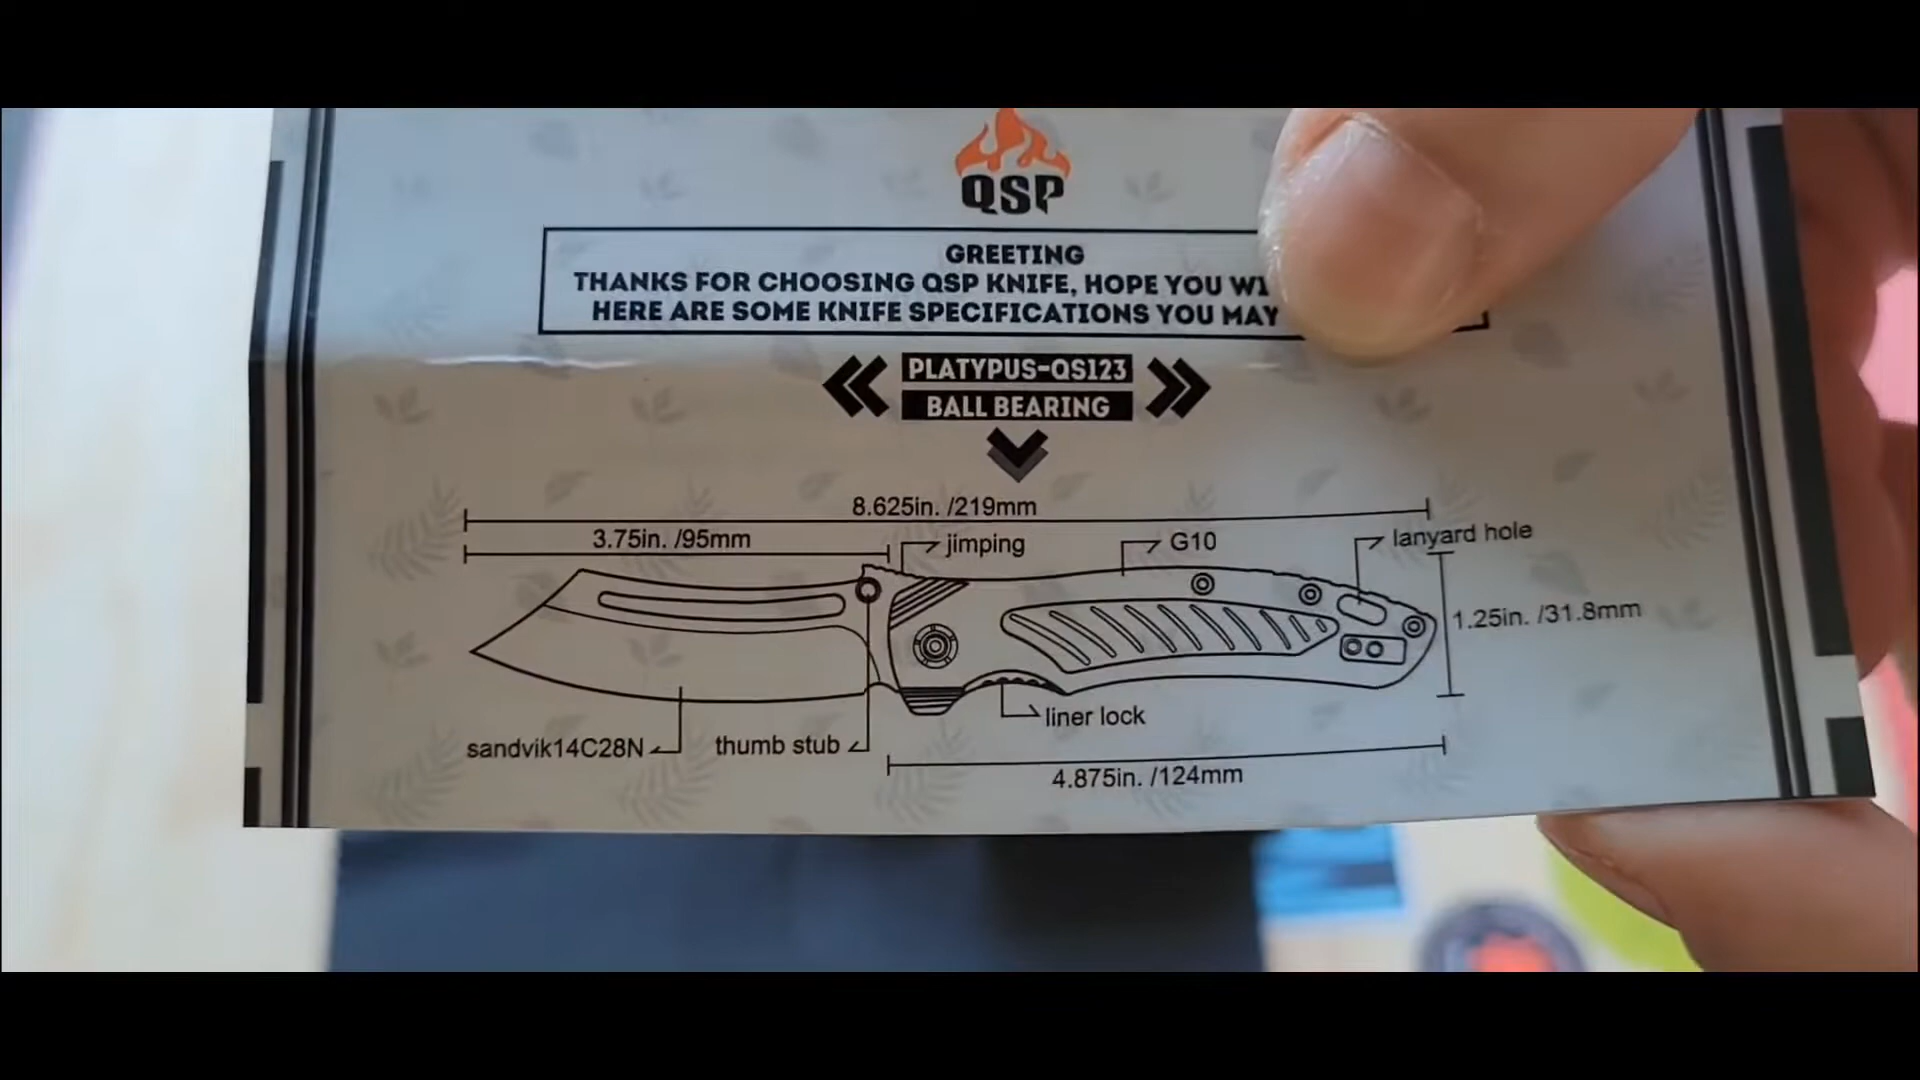 QSP
GREETING
THANKS FOR CHOOSING QSP KNIFE, HOPE YOU
HERE ARE SOME KNIFE SPECIFICATIONS YOU MAY
PLATYPUS-QS123
BALL BEARING
8.625in. /219mm
3.75in. /95mm
jimping
G10
lanyard hole
1.25in. /31.8mm
liner lock
sandvik14C28N
thumb stub
4.875in. /124mm